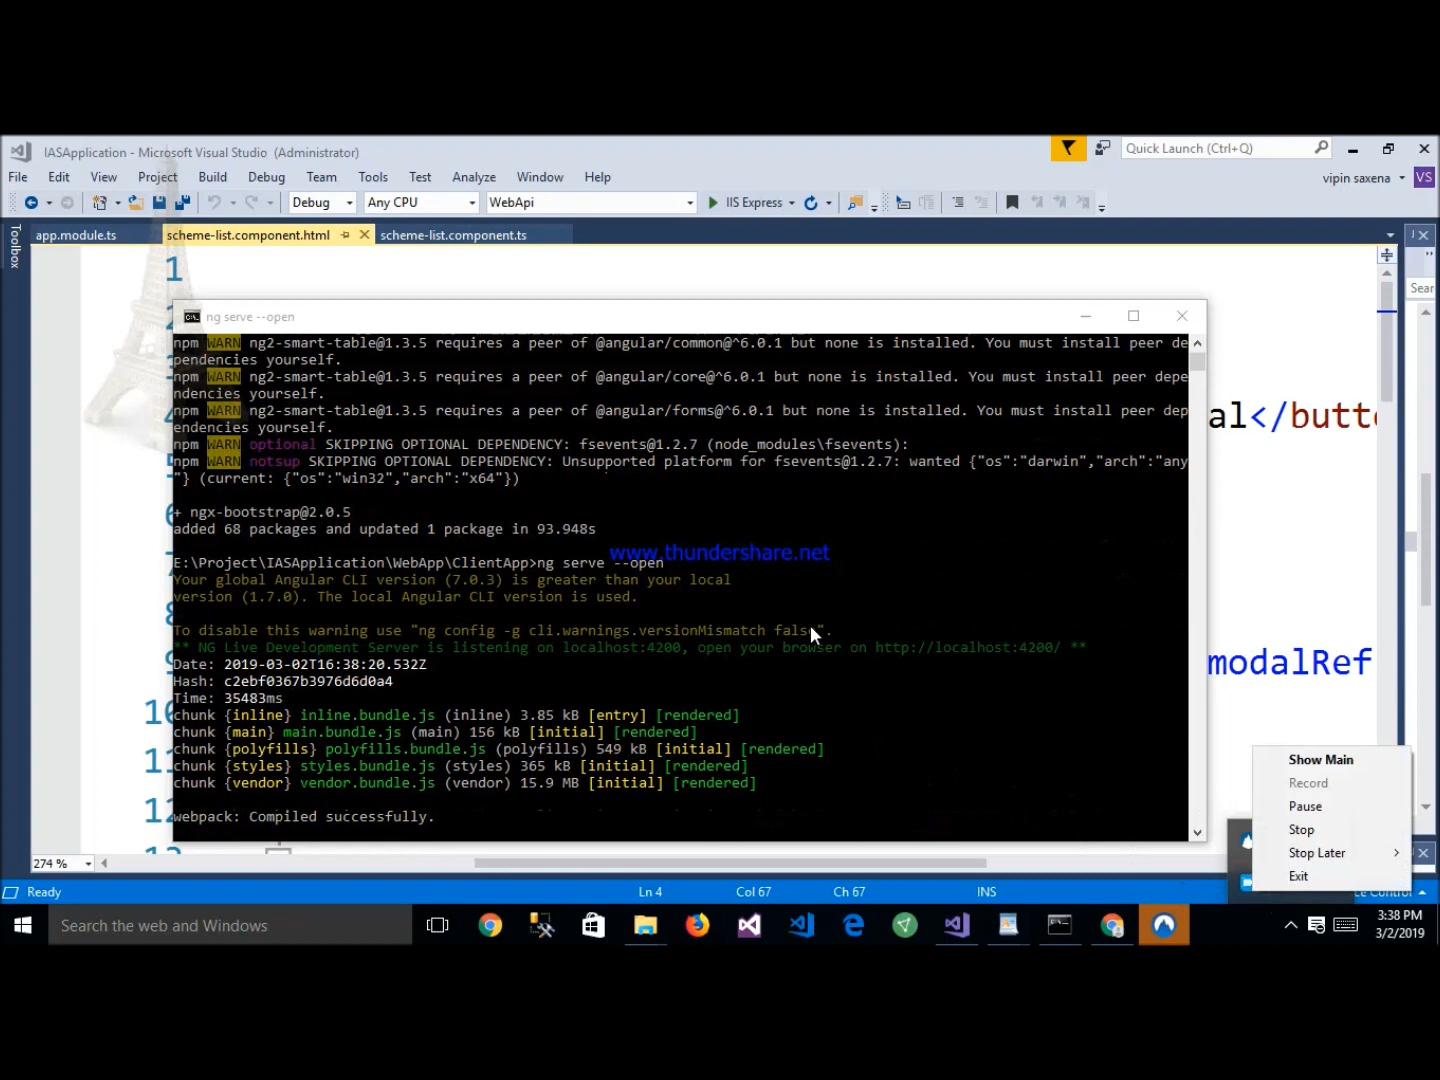 IASApplication - Microsoft Visual Studio (Administrator)
Quick Launch (Ctrl+Q)
File Edit View Project Build Debug Team Tools Test Analyze Window Help
vipin saxena VS
Debug Any CPU WebApi IIS Express
Toolbox
app.module.ts scheme-list.component.html scheme-list.component.ts
Sear
1
ng serve --open
npm WARN ng2-smart-table@1.3.5 requires a peer of @angular/common@^6.0.1 but none is installed. You must install peer de
pendencies yourself.
npm WARN ng2-smart-table@1.3.5 requires a peer of @angular/core@^6.0.1 but none is installed. You must install peer depe
ndencies yourself.
npm WARN ng2-smart-table@1.3.5 requires a peer of @angular/forms@^6.0.1 but none is installed. You must install peer dep
endencies yourself.
al</butt
npm WARN optional SKIPPING OPTIONAL DEPENDENCY: fsevents@1.2.7 (node_modules\fsevents):
npm WARN notsup SKIPPING OPTIONAL DEPENDENCY: Unsupported platform for fsevents@1.2.7: wanted {"os":"darwin","arch":"any
"} (current: {"os":"win32","arch":"x64"})
+ ngx-bootstrap@2.0.5
added 68 packages and updated 1 package in 93.948s
www.thundershare.net
E:\Project\IASApplication\WebApp\ClientApp>ng serve --open
Your global Angular CLI version (7.0.3) is greater than your local
version (1.7.0). The local Angular CLI version is used.
To disable this warning use "ng config -g cli.warnings.versionMismatch false".
** NG Live Development Server is listening on localhost:4200, open your browser on http://localhost:4200/ **
Date: 2019-03-02T16:38:20.532Z
modalRef
Hash: c2ebf0367b3976d6d0a4
Time: 35483ms
10
chunk {inline} inline.bundle.js (inline) 3.85 kB [entry] [rendered]
chunk {main} main.bundle.js (main) 156 kB [initial] [rendered]
chunk {polyfills} polyfills.bundle.js (polyfills) 549 kB [initial] [rendered]
chunk {styles} styles.bundle.js (styles) 365 kB [initial] [rendered]
chunk {vendor} vendor.bundle.js (vendor) 15.9 MB [initial] [rendered]
webpack: Compiled successfully.
Show Main
Record
Pause
Stop
Stop Later
Exit
274 %
Ready Ln 4 Col 67 Ch 67 INS
Search the web and Windows
3:38 PM
3/2/2019